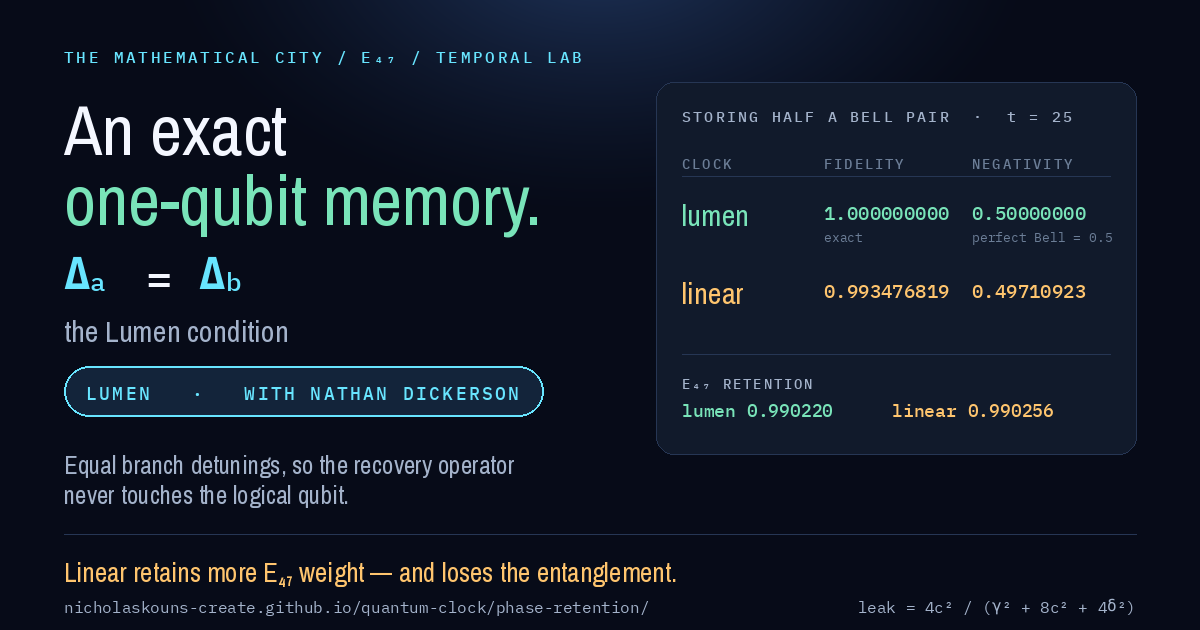 THE MATHEMATICAL CITY / E₄₇ / TEMPORAL LAB
An exact
one-qubit memory.
Δa = Δb
the Lumen condition
LUMEN · WITH NATHAN DICKERSON
Equal branch detunings, so the recovery operator
never touches the logical qubit.
STORING HALF A BELL PAIR · t = 25
CLOCK FIDELITY NEGATIVITY
lumen 1.000000000 0.50000000
exact perfect Bell = 0.5
linear 0.993476819 0.49710923
E₄₇ RETENTION
lumen 0.990220 linear 0.990256
Linear retains more E₄₇ weight — and loses the entanglement.
nicholaskouns-create.github.io/quantum-clock/phase-retention/ leak = 4c² / (γ² + 8c² + 4δ²)